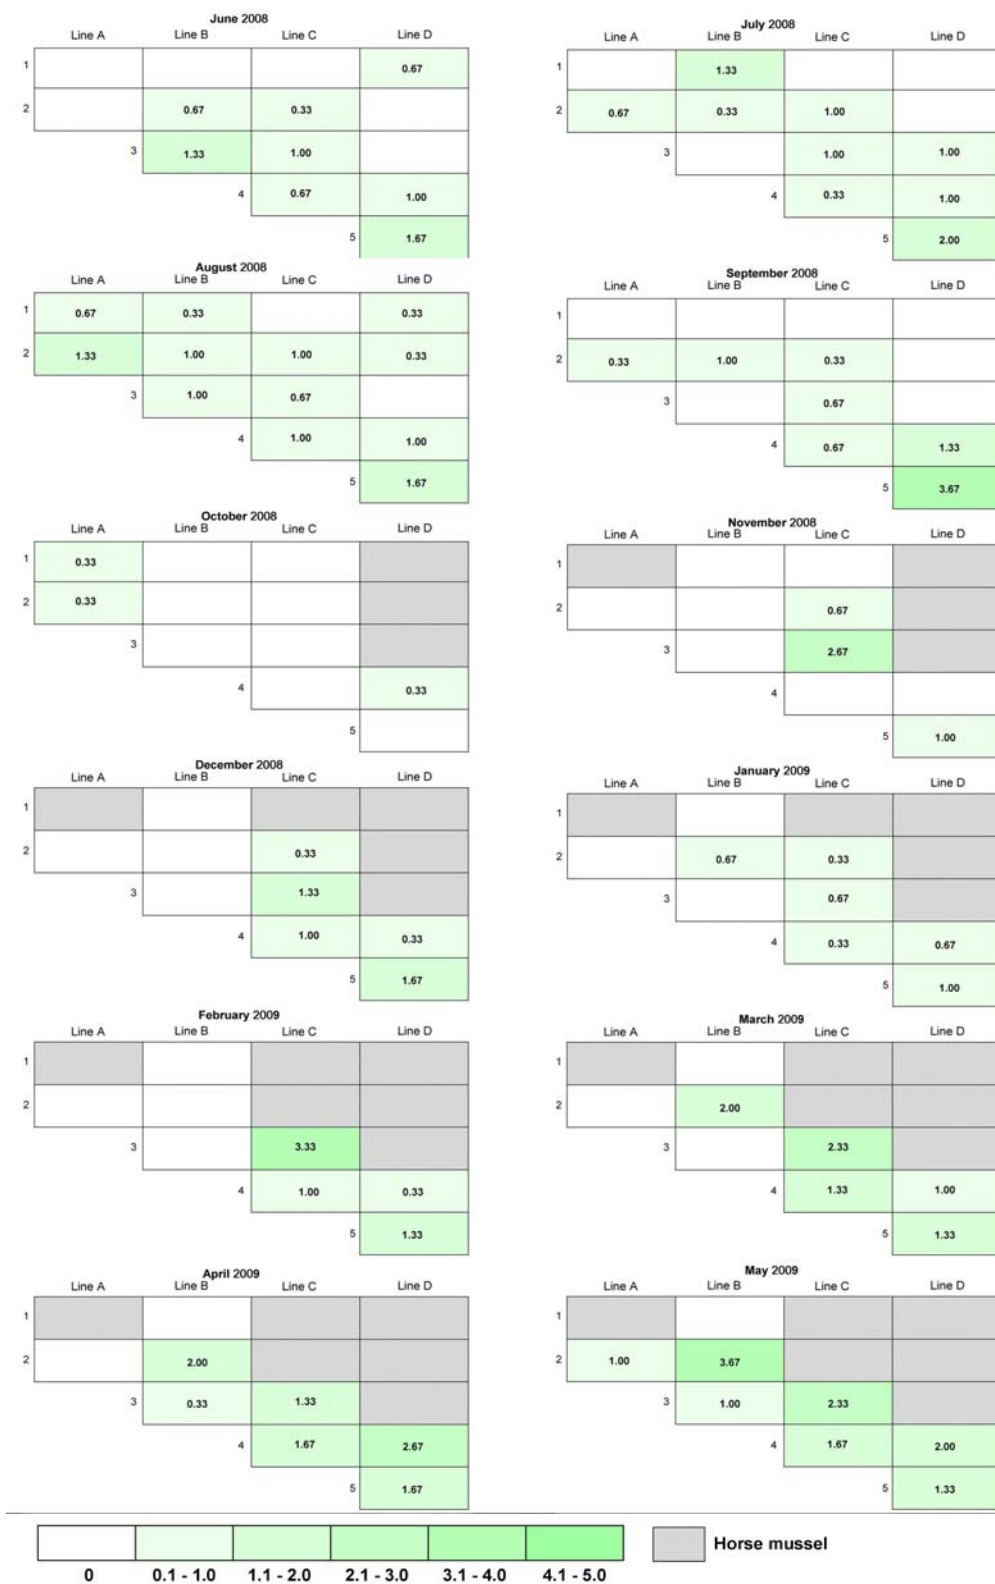 June 2008
Line A Line B Line C Line D
1 0.67
2 0.67 0.33
3 1.33 1.00
4 0.67 1.00
5 1.67
July 2008
Line A Line B Line C Line D
1 1.33
2 0.67 0.33 1.00
3 1.00 1.00
4 0.33 1.00
5 2.00
August 2008
Line A Line B Line C Line D
1 0.67 0.33 0.33
2 1.33 1.00 1.00 0.33
3 1.00 0.67
4 1.00 1.00
5 1.67
September 2008
Line A Line B Line C Line D
1
2 0.33 1.00 0.33
3 0.67
4 0.67 1.33
5 3.67
October 2008
Line A Line B Line C Line D
1 0.33
2 0.33
3
4 0.33
5
November 2008
Line A Line B Line C Line D
1
2 0.67
3 2.67
4
5 1.00
December 2008
Line A Line B Line C Line D
1
2 0.33
3 1.33
4 1.00 0.33
5 1.67
January 2009
Line A Line B Line C Line D
1
2 0.67 0.33
3 0.67
4 0.33 0.67
5 1.00
February 2009
Line A Line B Line C Line D
1
2
3 3.33
4 1.00 0.33
5 1.33
March 2009
Line A Line B Line C Line D
1
2 2.00
3 2.33
4 1.33 1.00
5 1.33
April 2009
Line A Line B Line C Line D
1
2 2.00
3 0.33 1.33
4 1.67 2.67
5 1.67
May 2009
Line A Line B Line C Line D
1
2 1.00 3.67
3 1.00 2.33
4 1.67 2.00
5 1.33
Horse mussel
0 0.1 - 1.0 1.1 - 2.0 2.1 - 3.0 3.1 - 4.0 4.1 - 5.0